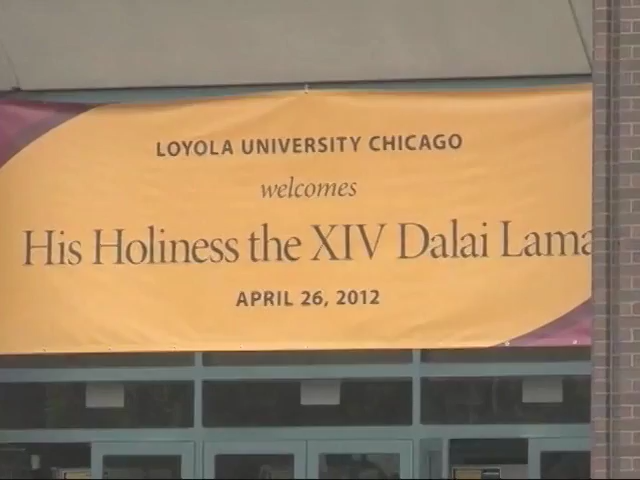 LOYOLA UNIVERSITY CHICAGO
welcomes
His Holiness the XIV Dalai Lama
APRIL 26, 2012